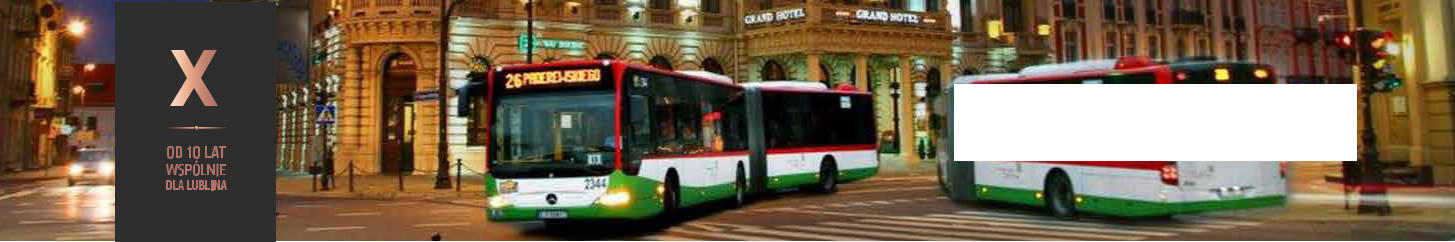 X
OD 10 LAT
WSPÓLNIE
DLA LUBLINA
GRAND HOTEL
GRAND HOTEL
26 PADEREWSKIEGO
2344